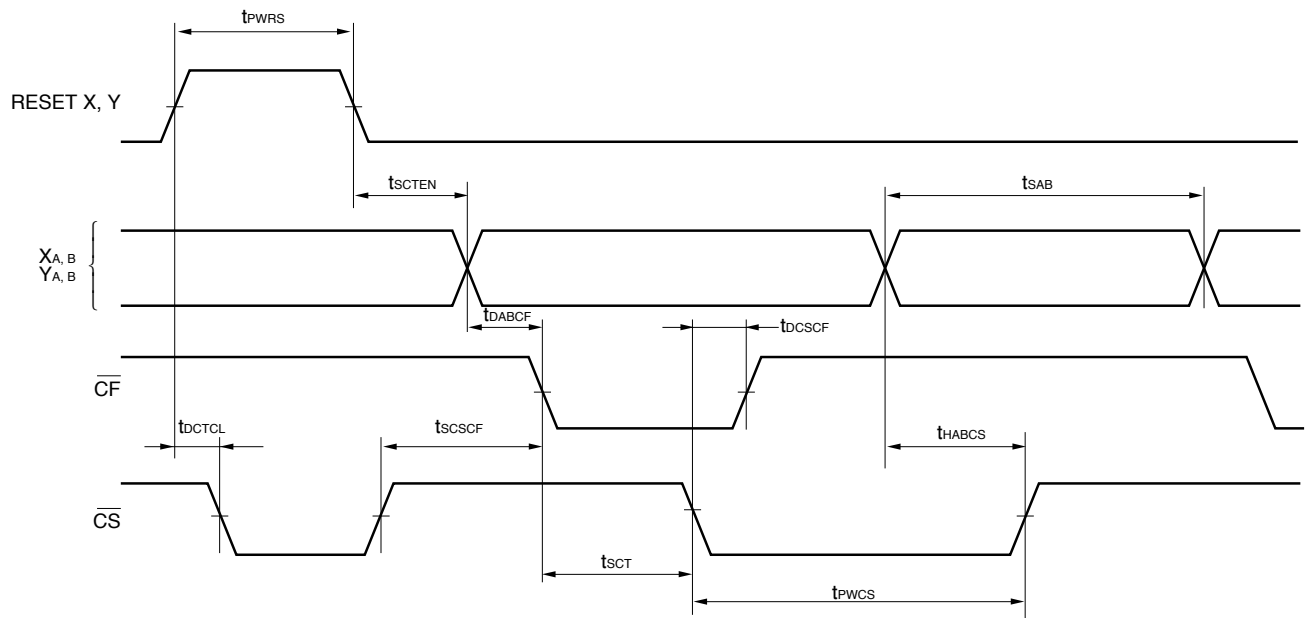 tPWRS
RESET X, Y
tSCTEN
tSAB
XA, B
YA, B
tDABCF
tDCSCF
CF
tDCTCL
tSCSCF
tHABCS
CS
tSCT
tPWCS